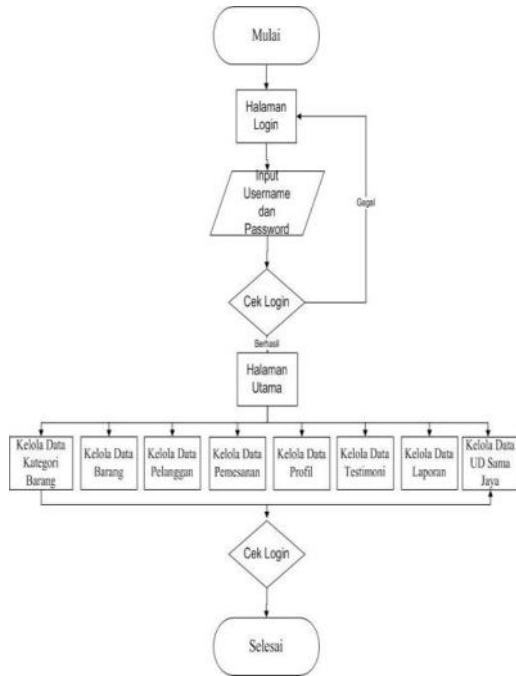 Mulai
Halaman
Login
Input
Username
dan
Password
Gagal
Cek Login
Berhasil
Halaman
Utama
Kelola Data
Kategori
Barang
Kelola Data
Barang
Kelola Data
Pelanggan
Kelola Data
Pemesanan
Kelola Data
Profil
Kelola Data
Testimoni
Kelola Data
Laporan
Kelola Data
UD Sama
Jaya
Cek Login
Selesai